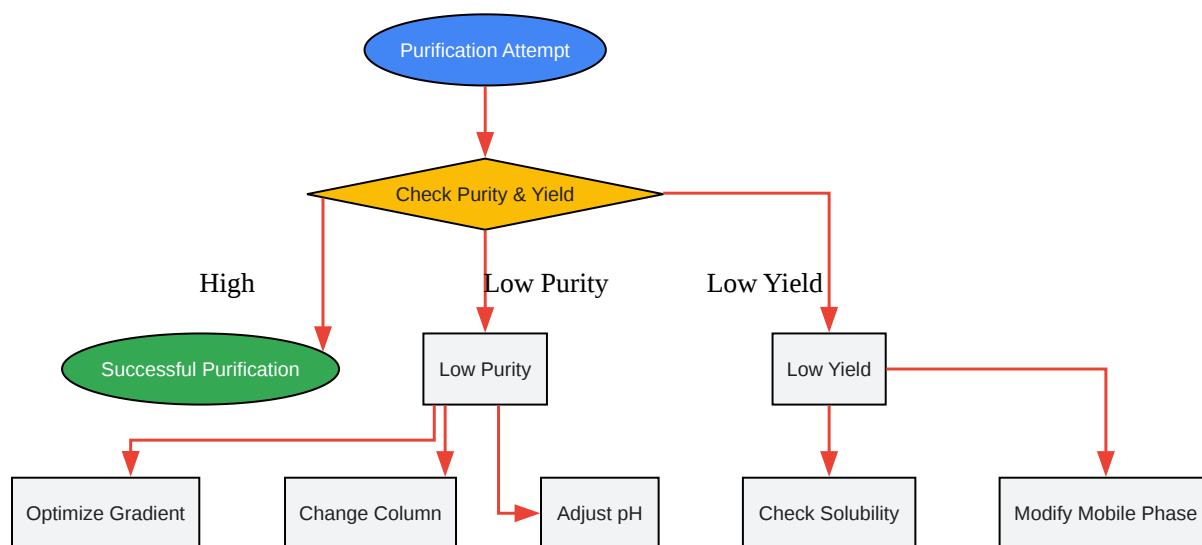 Purification Attempt
Check Purity & Yield
High
Low Purity
Low Yield
Successful Purification
Low Purity
Low Yield
Optimize Gradient
Change Column
Adjust pH
Check Solubility
Modify Mobile Phase